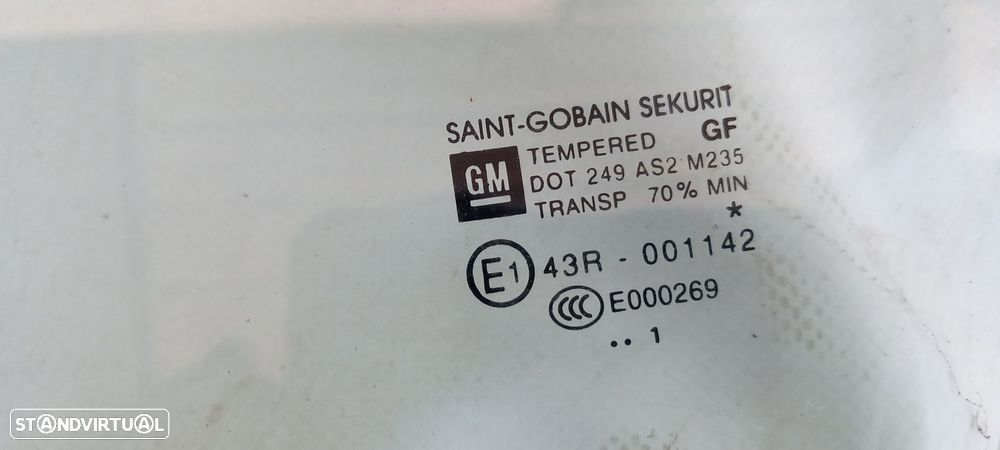 SAINT-GOBAIN SEKURIT
GM TEMPERED GF
DOT 249 AS2 M235
TRANSP 70% MIN
*
E1 43R - 001142
CCC E000269
.. 1
STANDVIRTUAL